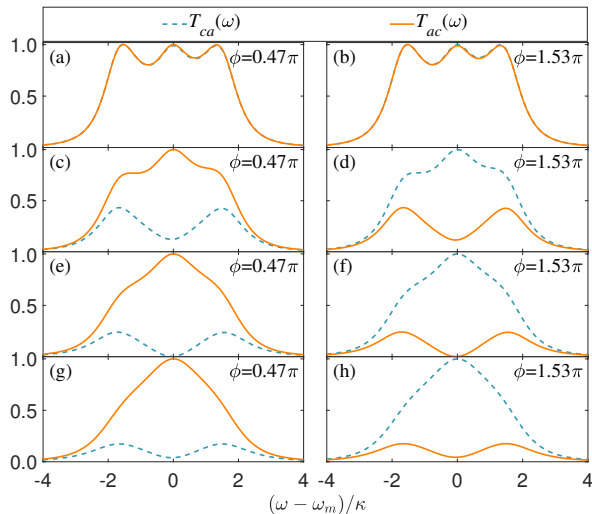 T_ca(ω) T_ac(ω)
(a) ϕ=0.47π (b) ϕ=1.53π
1.0
0.5
(c) ϕ=0.47π (d) ϕ=1.53π
1.0
0.5
(e) ϕ=0.47π (f) ϕ=1.53π
1.0
0.5
(g) ϕ=0.47π (h) ϕ=1.53π
1.0
0.5
0.0
-4 -2 0 2 4 -4 -2 0 2 4
(ω − ω_m)/κ